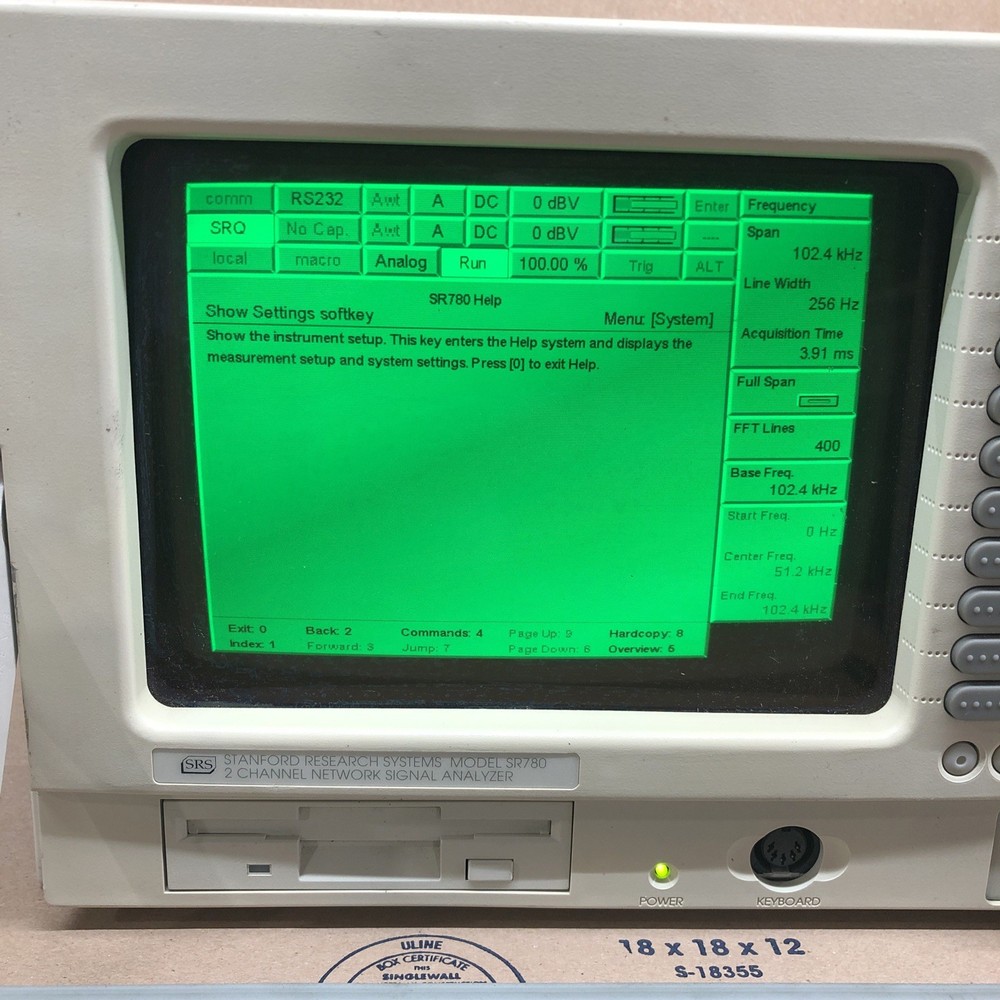 comm RS232 Awt A DC 0 dBV Enter
SRQ No Cap. Awt A DC 0 dBV ----
local macro Analog Run 100.00 % Trig ALT
Frequency
Span
102.4 kHz
Line Width
256 Hz
Acquisition Time
3.91 ms
Full Span
FFT Lines
400
Base Freq.
102.4 kHz
Start Freq.
0 Hz
Center Freq.
51.2 kHz
End Freq.
102.4 kHz
SR780 Help
Show Settings softkey Menu: [System]
Show the instrument setup. This key enters the Help system and displays the
measurement setup and system settings. Press [0] to exit Help.
Exit: 0 Back: 2 Commands: 4 Page Up: 9 Hardcopy: 8
Index: 1 Forward: 3 Jump: 7 Page Down: 6 Overview: 5
SRS STANFORD RESEARCH SYSTEMS MODEL SR780
2 CHANNEL NETWORK SIGNAL ANALYZER
POWER KEYBOARD
ULINE
BOX CERTIFICATE
THIS
SINGLEWALL
18 x 18 x 12
S-18355